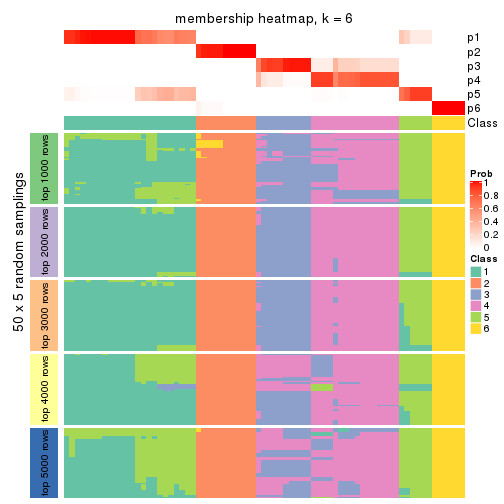 membership heatmap, k = 6
p1
p2
p3
p4
p5
p6
Class
50 x 5 random samplings
top 1000 rows
top 2000 rows
top 3000 rows
top 4000 rows
top 5000 rows
Prob
1
0.8
0.6
0.4
0.2
0
Class
1
2
3
4
5
6